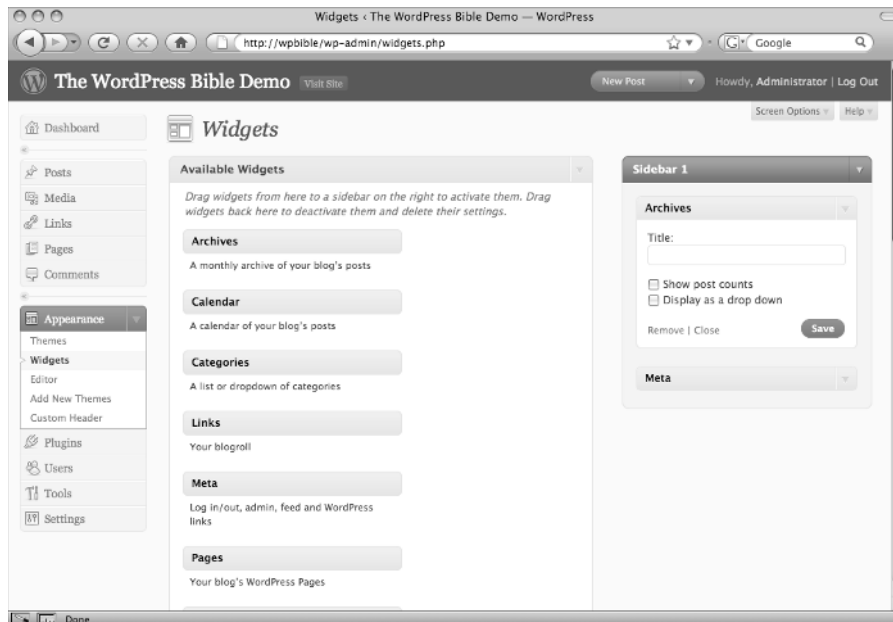 Widgets ‹ The WordPress Bible Demo — WordPress
http://wpbible/wp-admin/widgets.php
Google
The WordPress Bible Demo Visit Site
New Post
Howdy, Administrator | Log Out
Screen Options
Help
Dashboard
Posts
Media
Links
Pages
Comments
Appearance
Themes
Widgets
Editor
Add New Themes
Custom Header
Plugins
Users
Tools
Settings
Widgets
Available Widgets
Drag widgets from here to a sidebar on the right to activate them. Drag
widgets back here to deactivate them and delete their settings.
Archives
A monthly archive of your blog's posts
Calendar
A calendar of your blog's posts
Categories
A list or dropdown of categories
Links
Your blogroll
Meta
Log in/out, admin, feed and WordPress
links
Pages
Your blog's WordPress Pages
Sidebar 1
Archives
Title:
Show post counts
Display as a drop down
Remove | Close
Save
Meta
Done